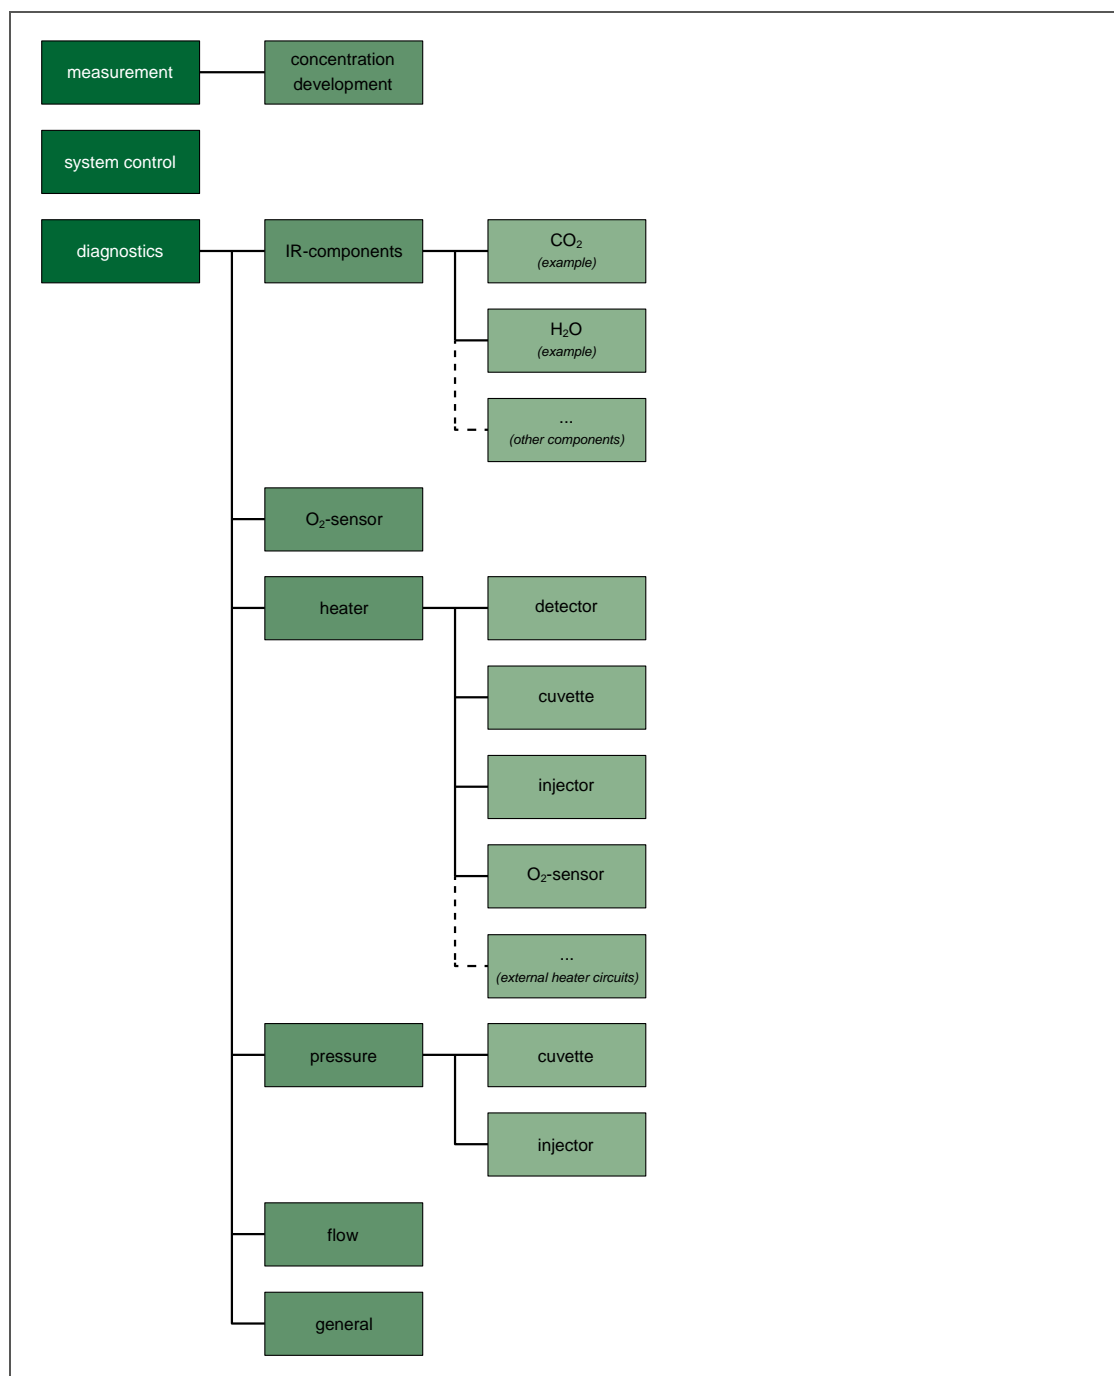 measurement
concentration
development
system control
diagnostics
IR-components
CO₂
(example)
H₂O
(example)
...
(other components)
O₂-sensor
heater
detector
cuvette
injector
O₂-sensor
...
(external heater circuits)
pressure
cuvette
injector
flow
general